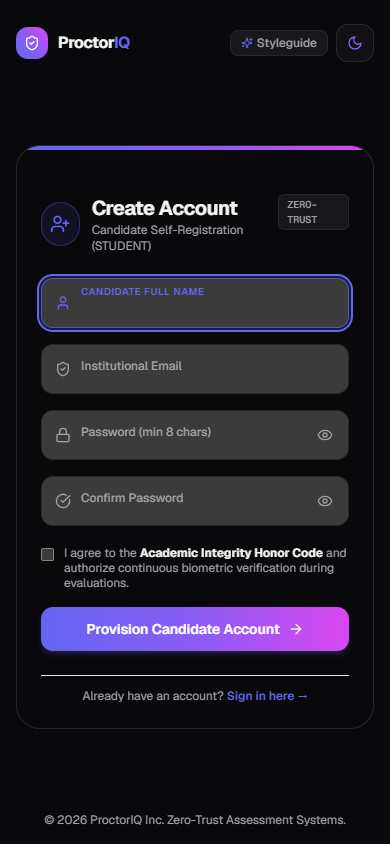 ProctorIQ
Styleguide
Create Account
ZERO-
TRUST
Candidate Self-Registration
(STUDENT)
CANDIDATE FULL NAME
Institutional Email
Password (min 8 chars)
Confirm Password
I agree to the Academic Integrity Honor Code and
authorize continuous biometric verification during
evaluations.
Provision Candidate Account →
Already have an account? Sign in here →
© 2026 ProctorIQ Inc. Zero-Trust Assessment Systems.